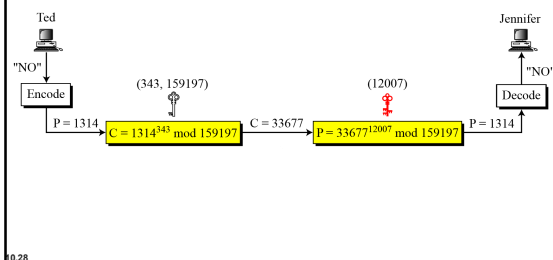 Ted
Jennifer
"NO"
"NO"
Encode
(343, 159197)
(12007)
Decode
P = 1314
C = 1314³⁴³ mod 159197
C = 33677
P = 33677¹²⁰⁰⁷ mod 159197
P = 1314
10.28